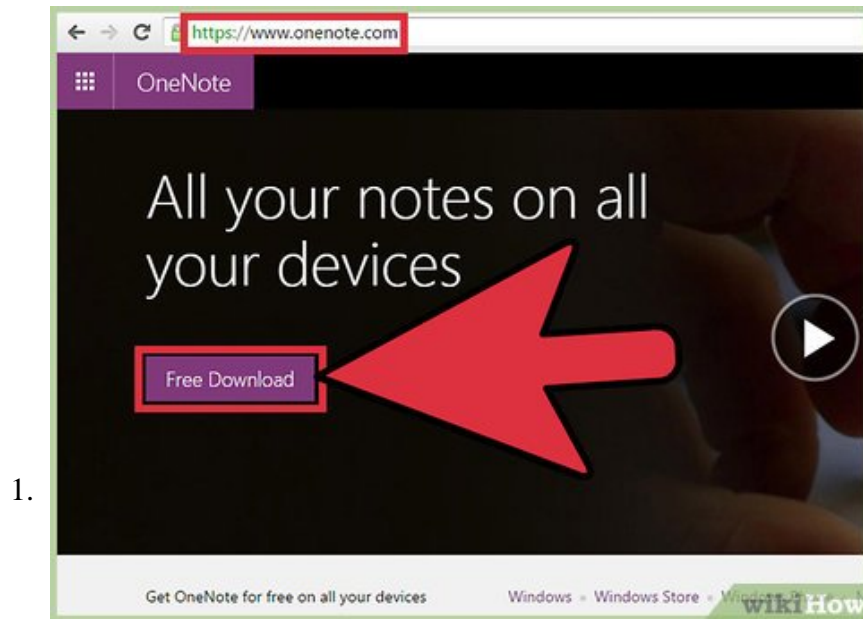 https://www.onenote.com
OneNote
All your notes on all
your devices
Free Download
1.
Get OneNote for free on all your devices
Windows
Windows Store
wikiHow